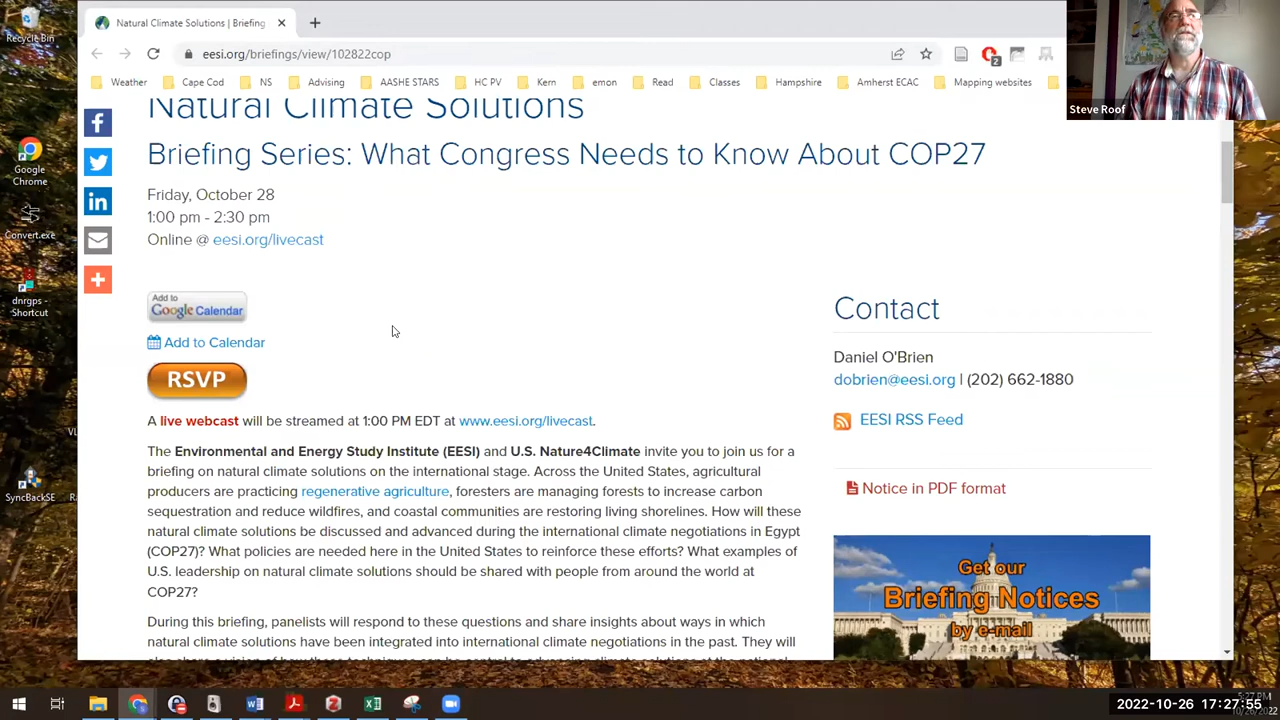 Recycle Bin
Google Chrome
Convert.exe
dnrgps - Shortcut
SyncBackSE
Natural Climate Solutions | Briefing
eesi.org/briefings/view/102822cop
2
Weather Cape Cod NS Advising AASHE STARS HC PV Kern emon Read Classes Hampshire Amherst ECAC Mapping websites
Steve Roof
Natural Climate Solutions
Briefing Series: What Congress Needs to Know About COP27
Friday, October 28
1:00 pm - 2:30 pm
Online @ eesi.org/livecast
Add to
Google Calendar
Add to Calendar
RSVP
A live webcast will be streamed at 1:00 PM EDT at www.eesi.org/livecast.
The Environmental and Energy Study Institute (EESI) and U.S. Nature4Climate invite you to join us for a
briefing on natural climate solutions on the international stage. Across the United States, agricultural
producers are practicing regenerative agriculture, foresters are managing forests to increase carbon
sequestration and reduce wildfires, and coastal communities are restoring living shorelines. How will these
natural climate solutions be discussed and advanced during the international climate negotiations in Egypt
(COP27)? What policies are needed here in the United States to reinforce these efforts? What examples of
U.S. leadership on natural climate solutions should be shared with people from around the world at
COP27?
During this briefing, panelists will respond to these questions and share insights about ways in which
natural climate solutions have been integrated into international climate negotiations in the past. They will
Contact
Daniel O'Brien
dobrien@eesi.org | (202) 662-1880
EESI RSS Feed
Notice in PDF format
Get our
Briefing Notices
by e-mail
5:27 PM
2022-10-26 17:27:55